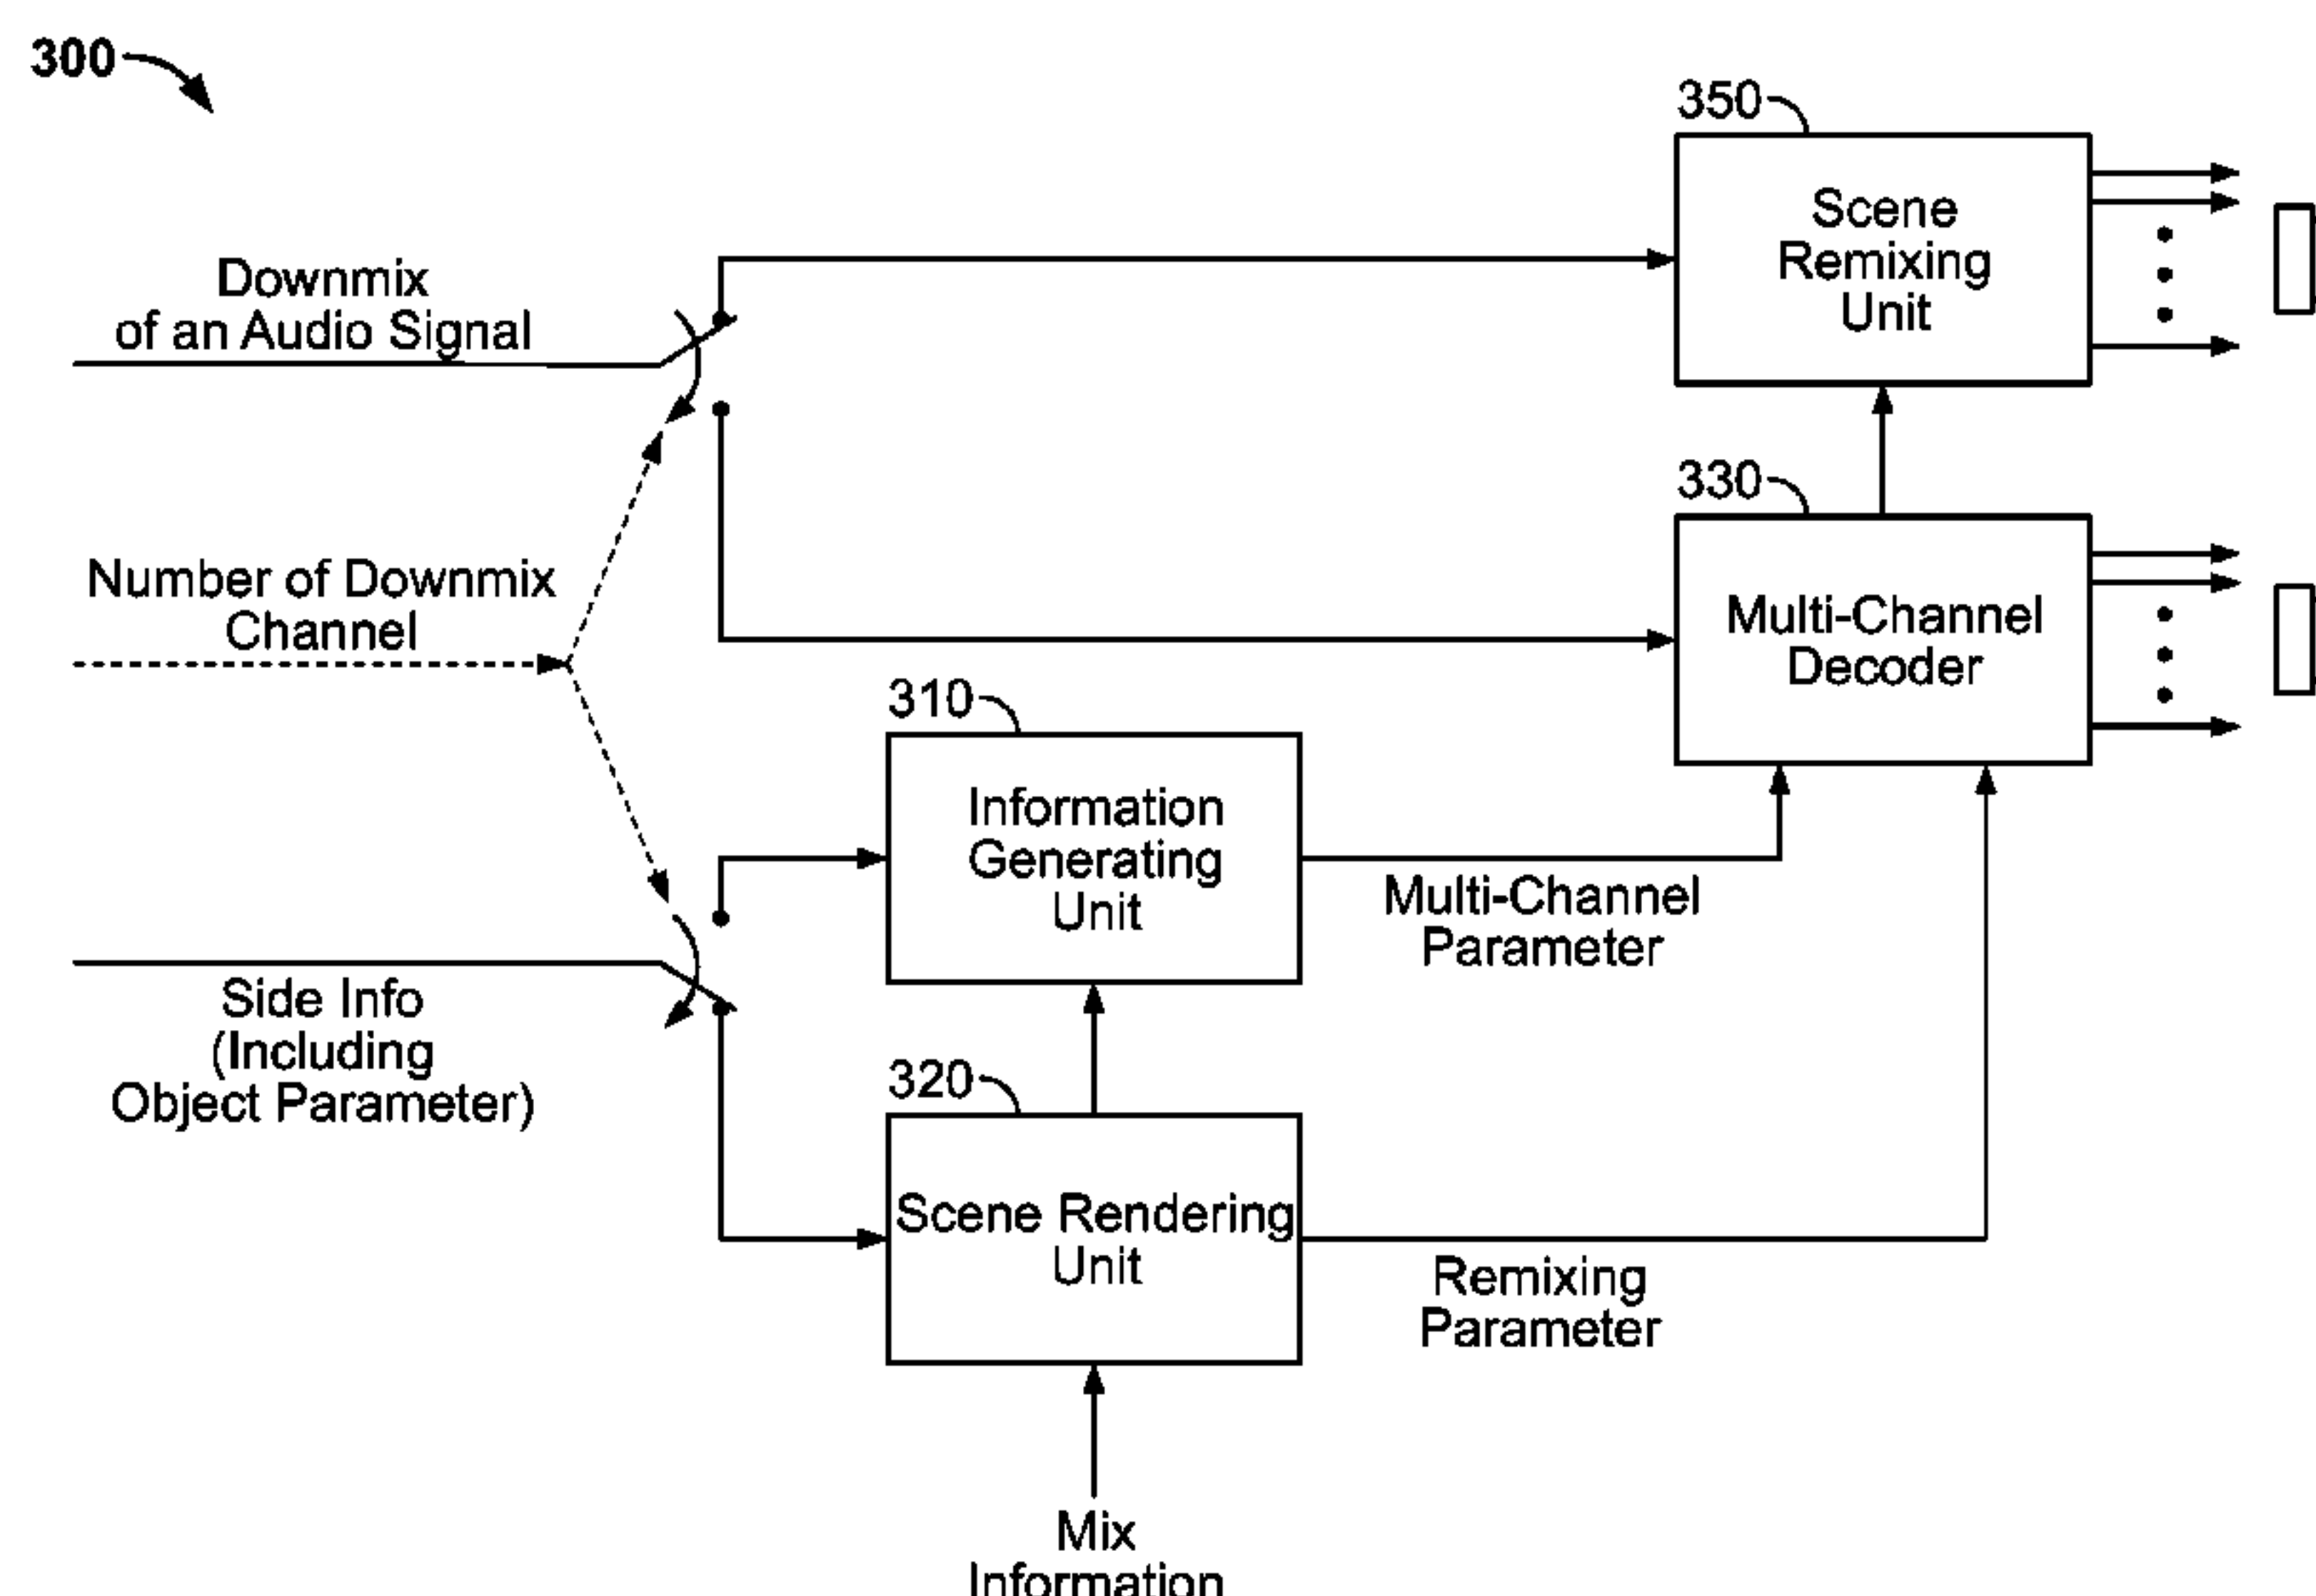 300
350
Scene
Remixing
Unit
Downmix
of an Audio Signal
330
Number of Downmix
Channel
Multi-Channel
Decoder
310
Information
Generating
Unit
Multi-Channel
Parameter
Side Info
(Including
Object Parameter)
320
Scene Rendering
Unit
Remixing
Parameter
Mix
Information